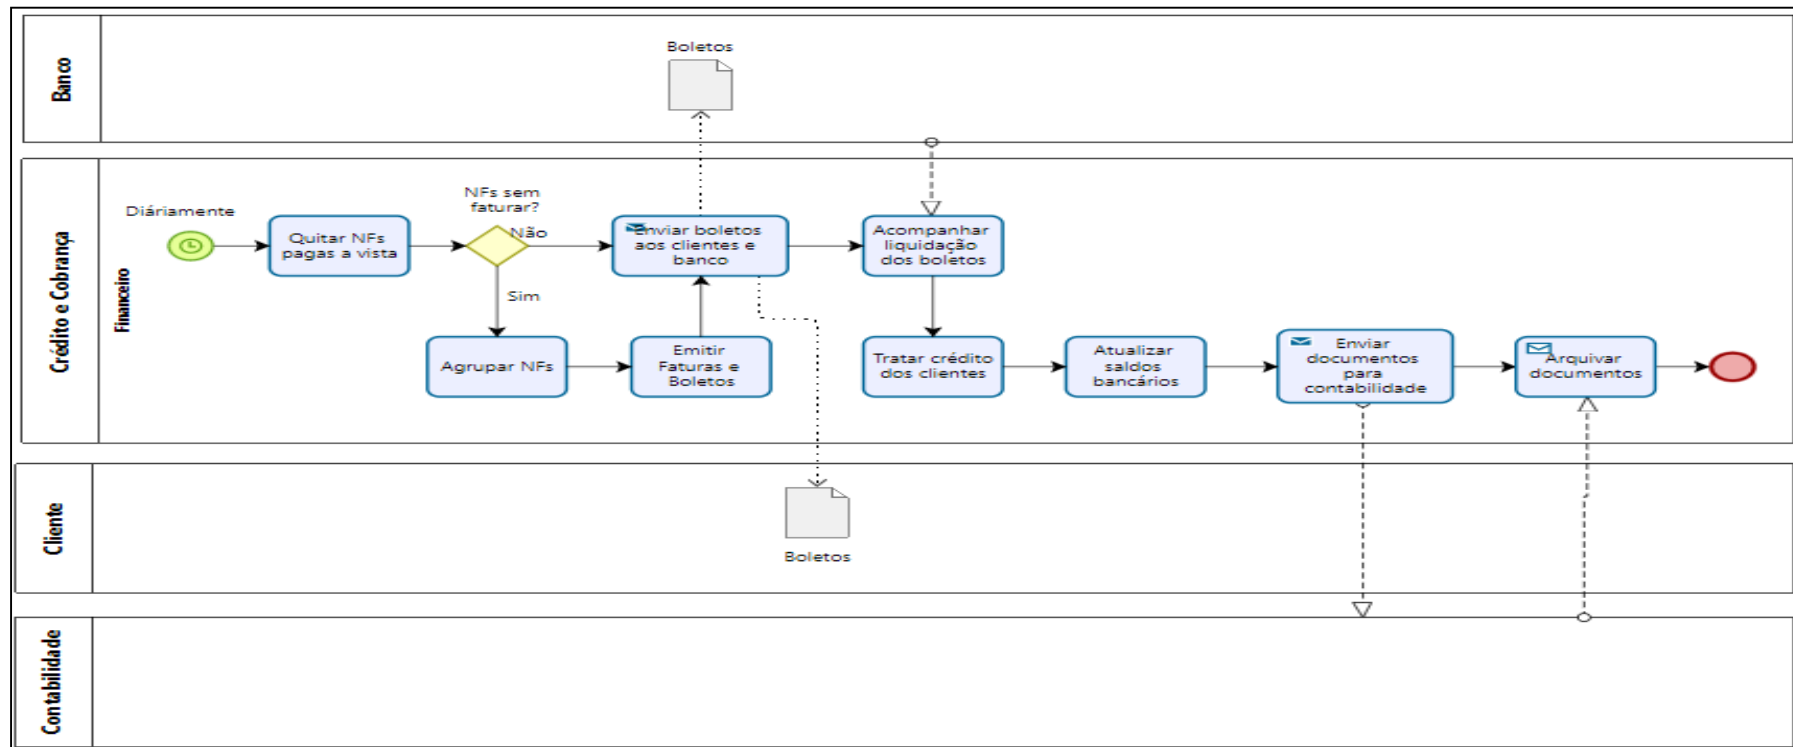 Banco
Boletos
Crédito e Cobrança
Financeiro
Diáriamente
Quitar NFs
pagas a vista
NFs sem
faturar?
Não
Sim
Enviar boletos
aos clientes e
banco
Acompanhar
liquidação
dos boletos
Agrupar NFs
Emitir
Faturas e
Boletos
Tratar crédito
dos clientes
Atualizar
saldos
bancários
Enviar
documentos
para
contabilidade
Arquivar
documentos
Cliente
Boletos
Contabilidade